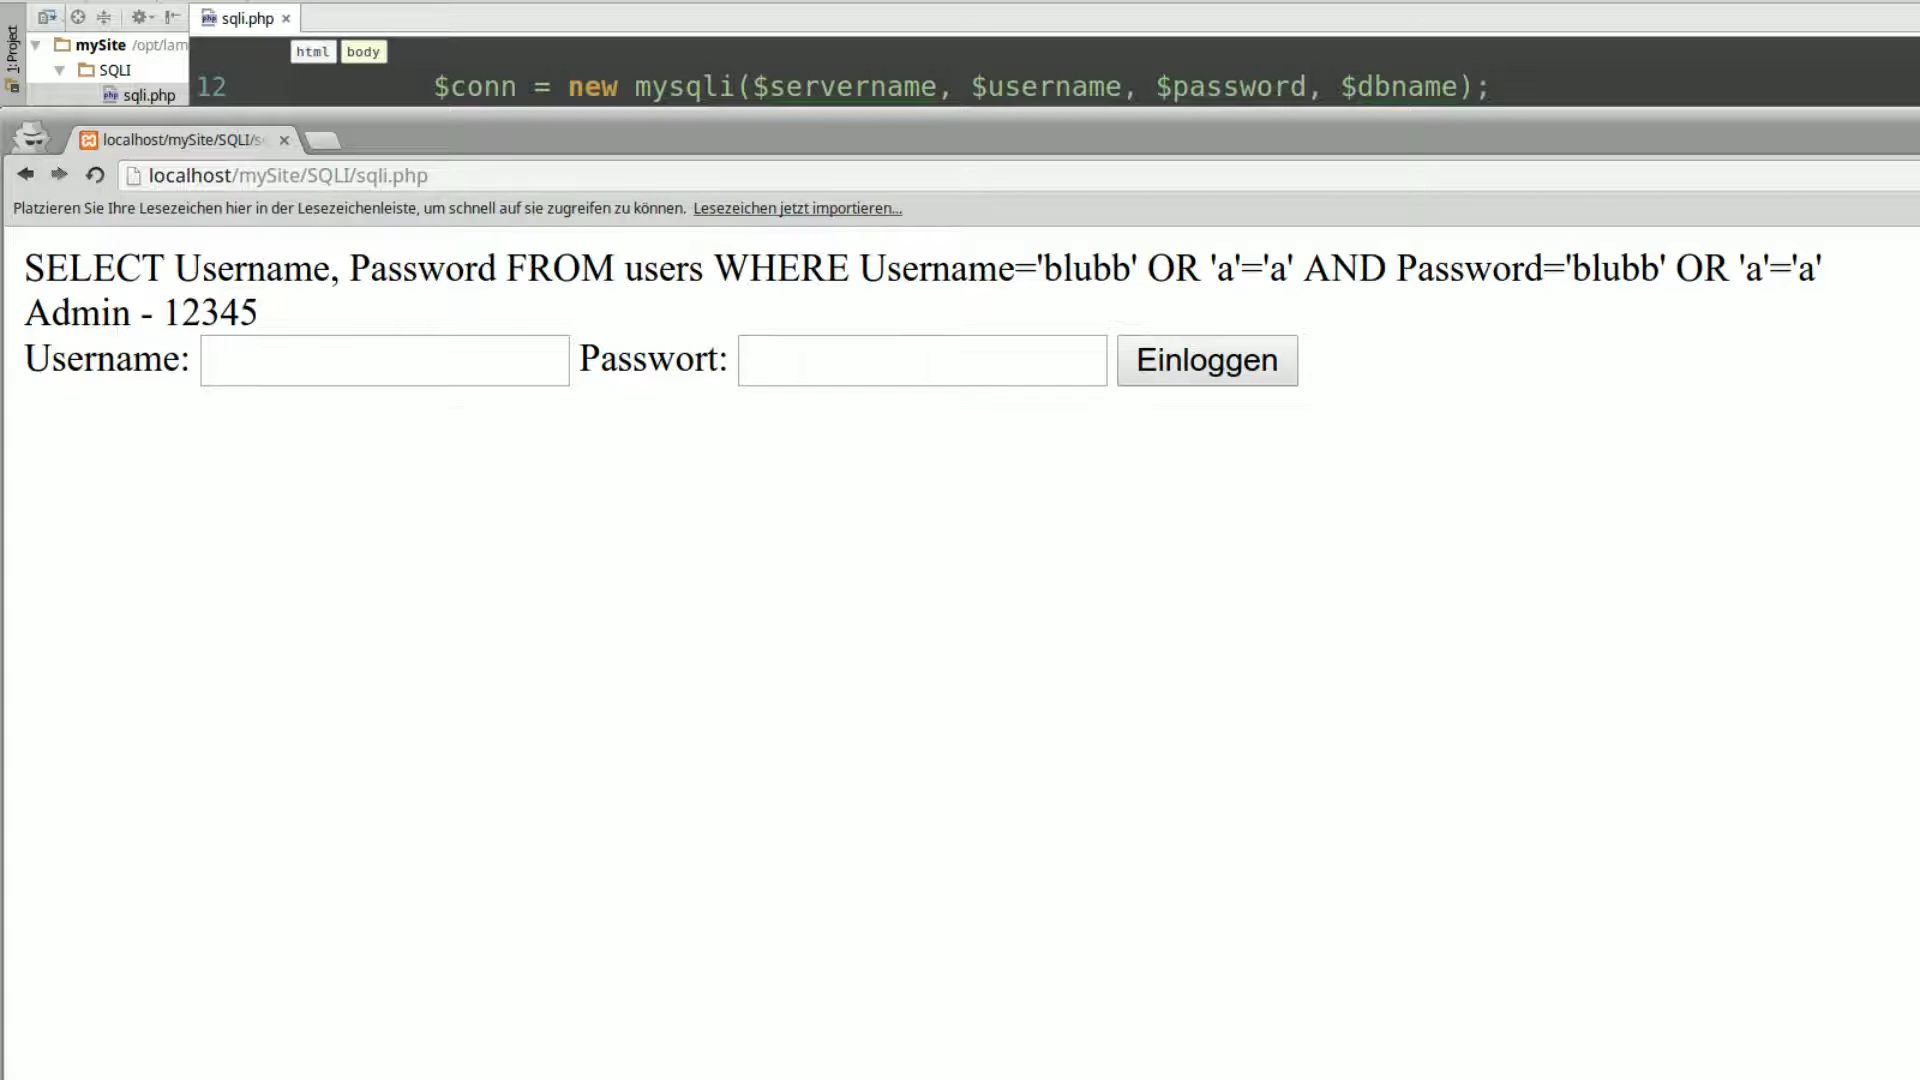 sqli.php
1: Project
mySite /opt/lam
html body
SQLI
sqli.php
12 $conn = new mysqli($servername, $username, $password, $dbname);
localhost/mySite/SQLI/s
localhost/mySite/SQLI/sqli.php
Platzieren Sie Ihre Lesezeichen hier in der Lesezeichenleiste, um schnell auf sie zugreifen zu können. Lesezeichen jetzt importieren...
SELECT Username, Password FROM users WHERE Username='blubb' OR 'a'='a' AND Password='blubb' OR 'a'='a'
Admin - 12345
Username: Passwort: Einloggen